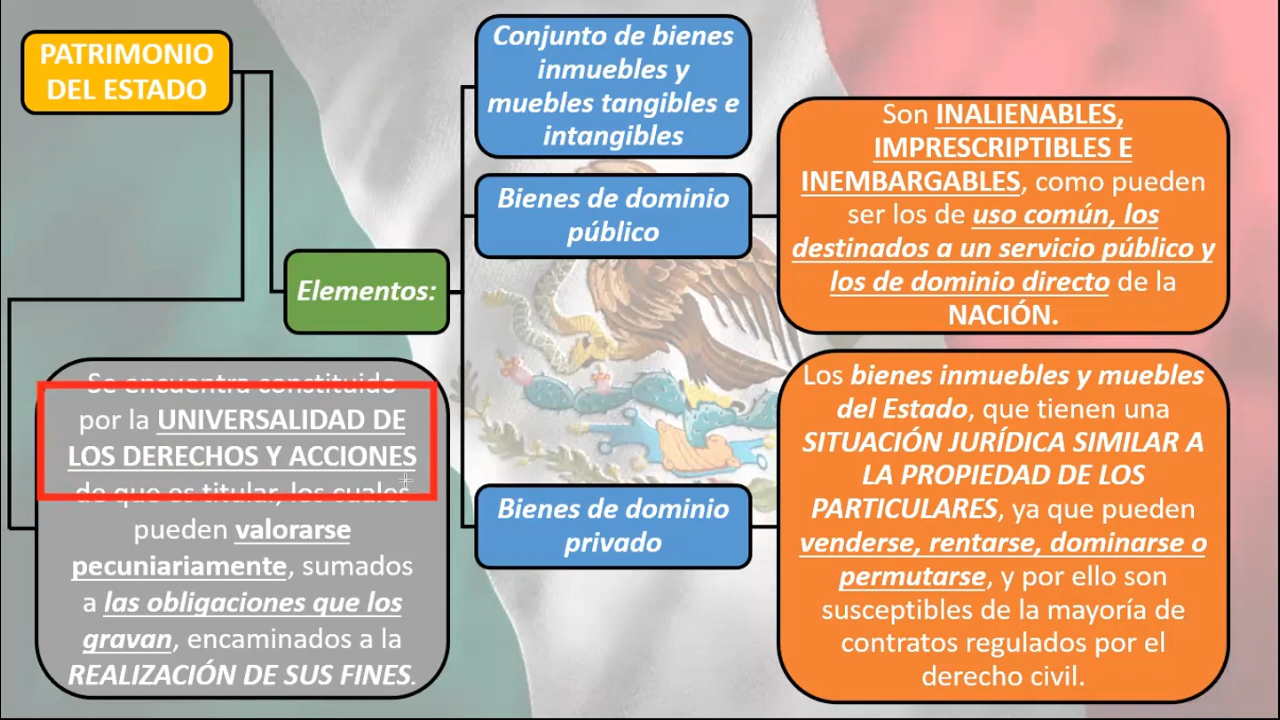 PATRIMONIO
DEL ESTADO
Se encuentra constituido
por la UNIVERSALIDAD DE
LOS DERECHOS Y ACCIONES
de que es titular, los cuales
pueden valorarse
pecuniariamente, sumados
a las obligaciones que los
gravan, encaminados a la
REALIZACIÓN DE SUS FINES.
Elementos:
Conjunto de bienes
inmuebles y
muebles tangibles e
intangibles
Bienes de dominio
público
Son INALIENABLES,
IMPRESCRIPTIBLES E
INEMBARGABLES, como pueden
ser los de uso común, los
destinados a un servicio público y
los de dominio directo de la
NACIÓN.
Bienes de dominio
privado
Los bienes inmuebles y muebles
del Estado, que tienen una
SITUACIÓN JURÍDICA SIMILAR A
LA PROPIEDAD DE LOS
PARTICULARES, ya que pueden
venderse, rentarse, dominarse o
permutarse, y por ello son
susceptibles de la mayoría de
contratos regulados por el
derecho civil.